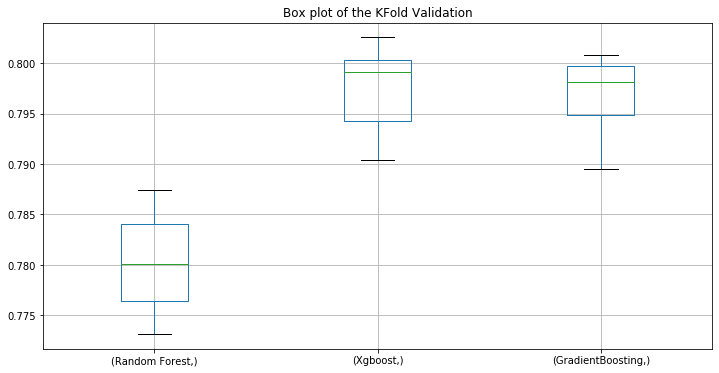 Box plot of the KFold Validation
0.800
0.795
0.790
0.785
0.780
0.775
(Random Forest,)
(Xgboost,)
(GradientBoosting,)